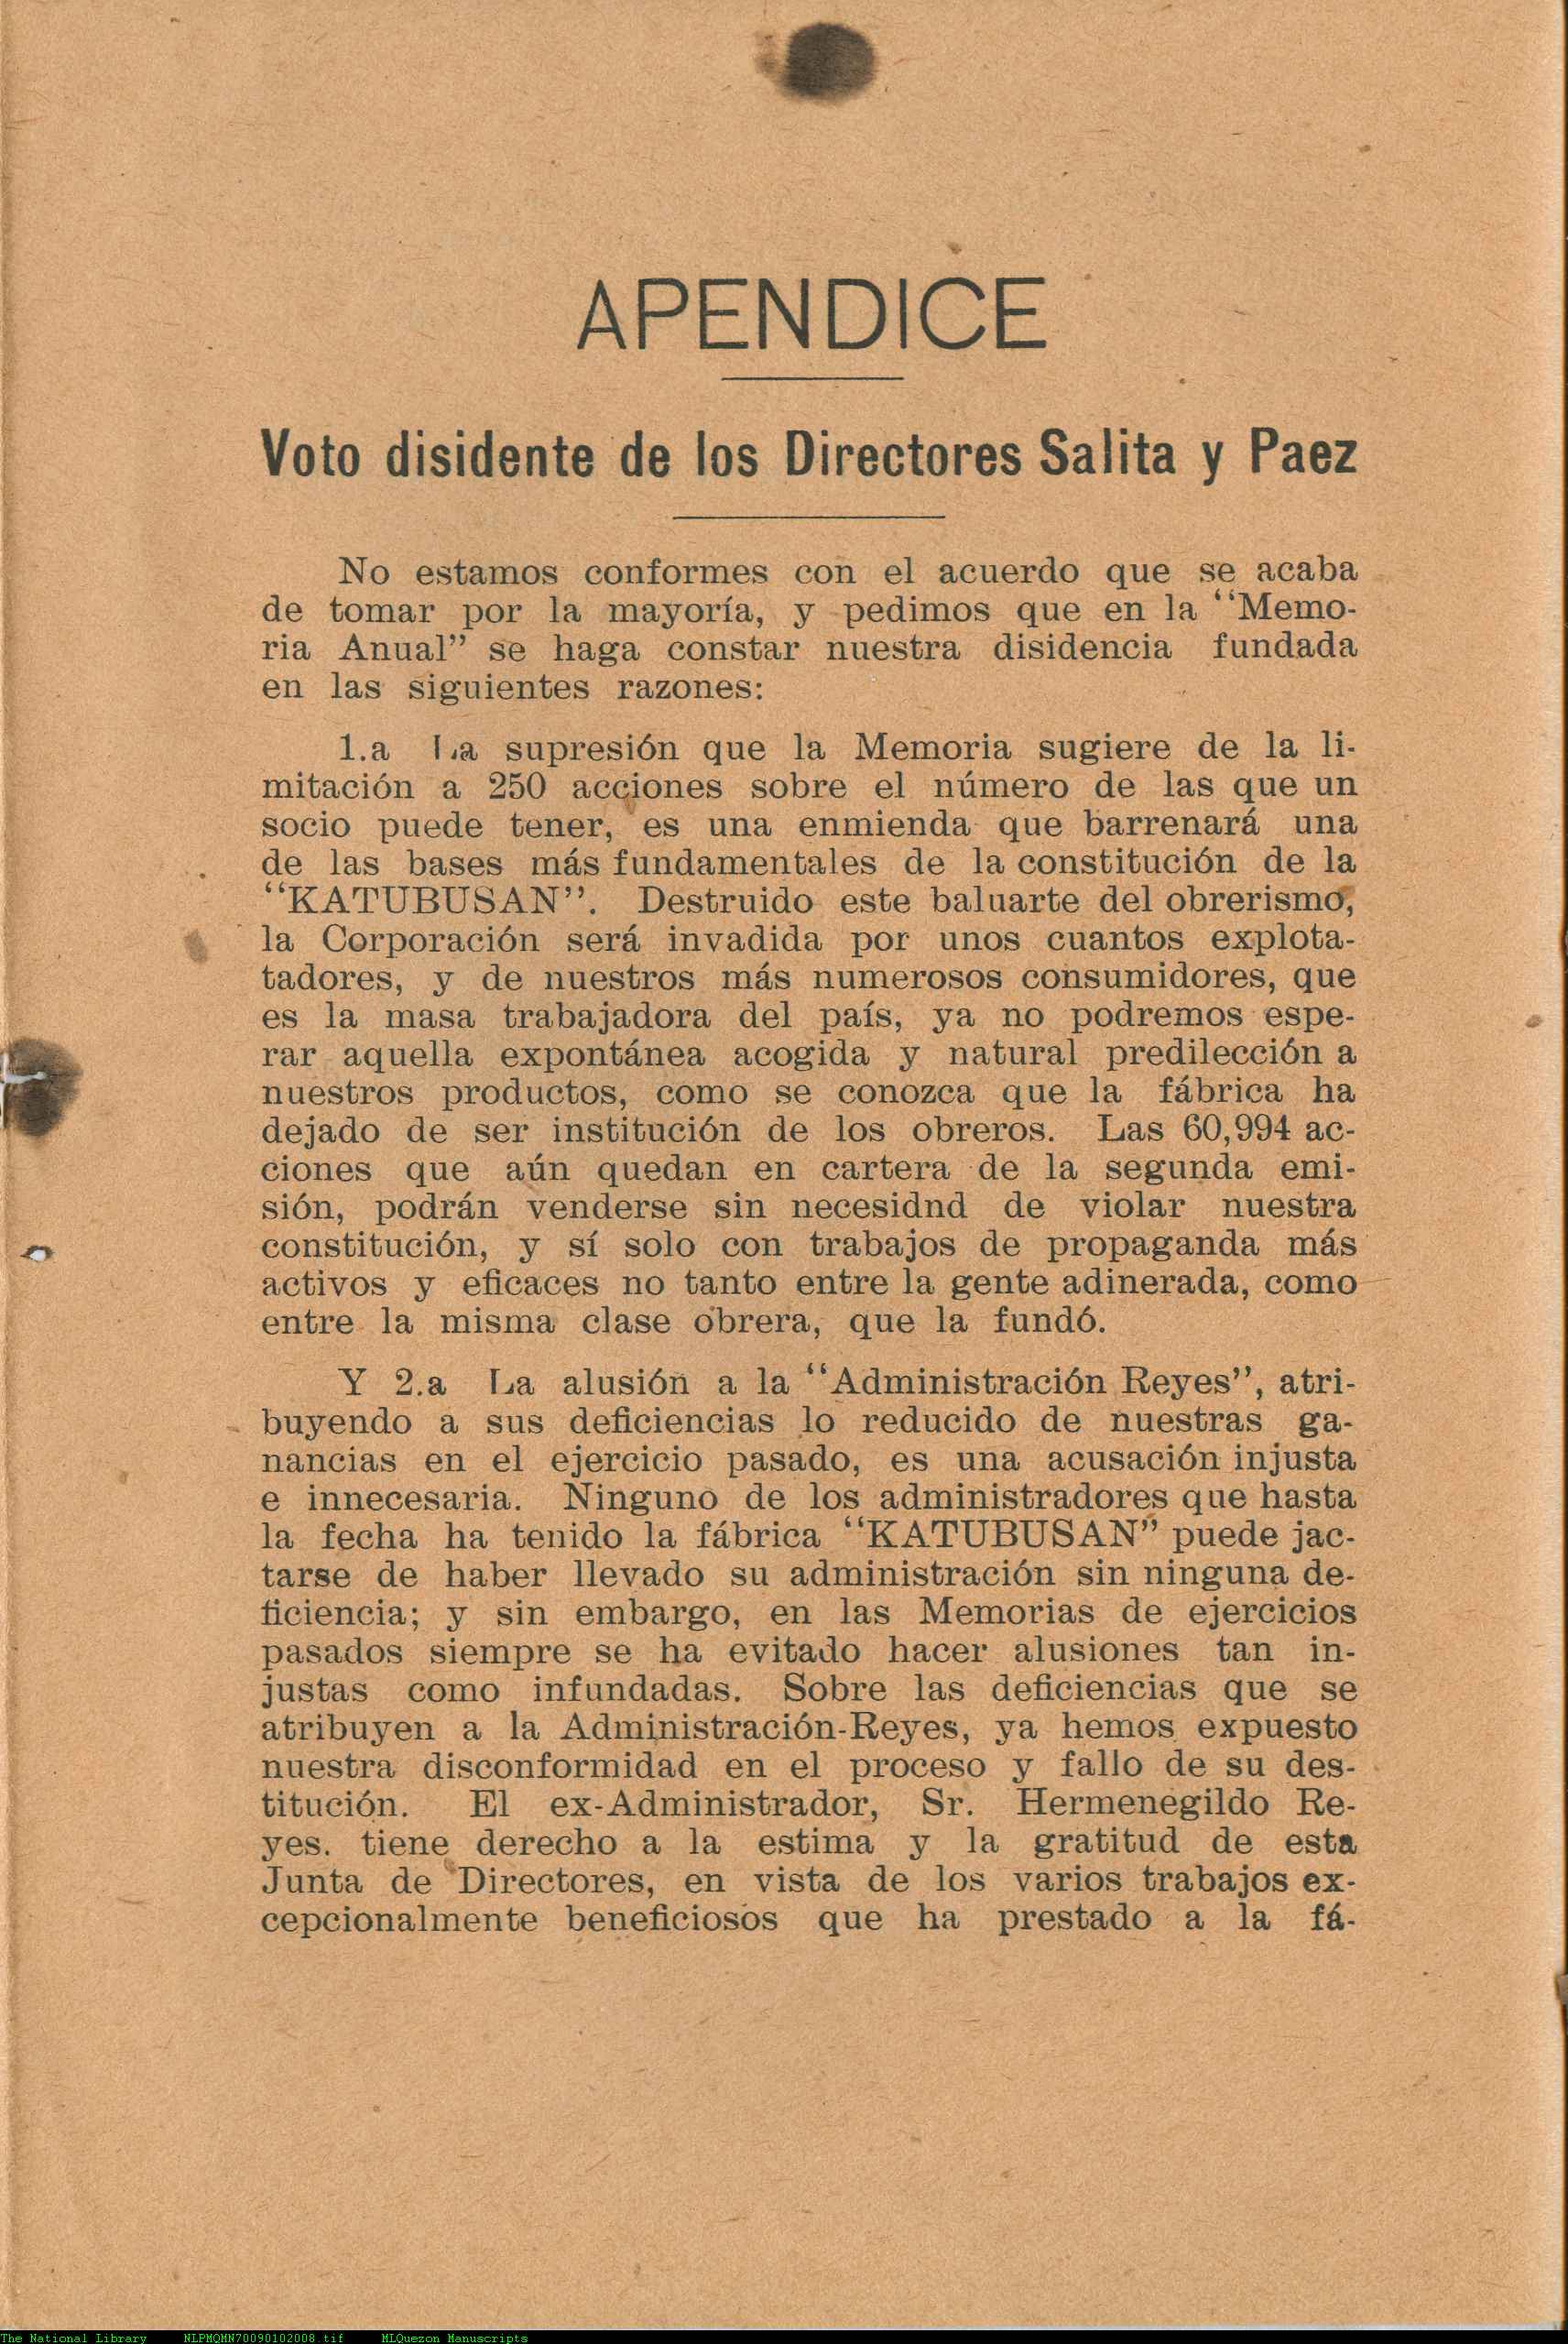 APENDICE
Voto disidente de los Directores Salita y Paez
No estamos conformes con el acuerdo que se acaba
de tomar por la mayoría, y pedimos que en la “Memo-
ria Anual” se haga constar nuestra disidencia fundada
en las siguientes razones:
1.a La supresión que la Memoria sugiere de la li-
mitación a 250 acciones sobre el número de las que un
socio puede tener, es una enmienda que barrenará una
de las bases más fundamentales de la constitución de la
“KATUBUSAN”. Destruido este baluarte del obrerismo,
la Corporación será invadida por unos cuantos explota-
tadores, y de nuestros más numerosos consumidores, que
es la masa trabajadora del país, ya no podremos espe-
rar aquella expontánea acogida y natural predilección a
nuestros productos, como se conozca que la fábrica ha
dejado de ser institución de los obreros. Las 60,994 ac-
ciones que aún quedan en cartera de la segunda emi-
sión, podrán venderse sin necesidnd de violar nuestra
constitución, y sí solo con trabajos de propaganda más
activos y eficaces no tanto entre la gente adinerada, como
entre la misma clase obrera, que la fundó.
Y 2.a La alusión a la “Administración Reyes”, atri-
buyendo a sus deficiencias lo reducido de nuestras ga-
nancias en el ejercicio pasado, es una acusación injusta
e innecesaria. Ninguno de los administradores que hasta
la fecha ha tenido la fábrica “KATUBUSAN” puede jac-
tarse de haber llevado su administración sin ninguna de-
ficiencia; y sin embargo, en las Memorias de ejercicios
pasados siempre se ha evitado hacer alusiones tan in-
justas como infundadas. Sobre las deficiencias que se
atribuyen a la Administración-Reyes, ya hemos expuesto
nuestra disconformidad en el proceso y fallo de su des-
titución. El ex-Administrador, Sr. Hermenegildo Re-
yes. tiene derecho a la estima y la gratitud de esta
Junta de Directores, en vista de los varios trabajos ex-
cepcionalmente beneficiosos que ha prestado a la fá-
The National Library NLPMQMN70090102008.tif MLQuezon Manuscripts